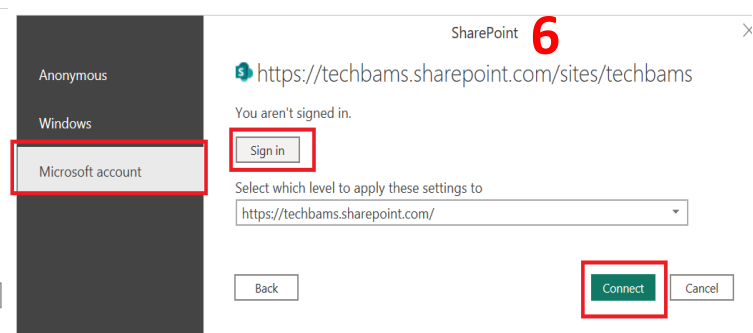 SharePoint 6
Anonymous
Windows
Microsoft account
https://techbams.sharepoint.com/sites/techbams
You aren't signed in.
Sign in
Select which level to apply these settings to
https://techbams.sharepoint.com/
Back
Connect
Cancel